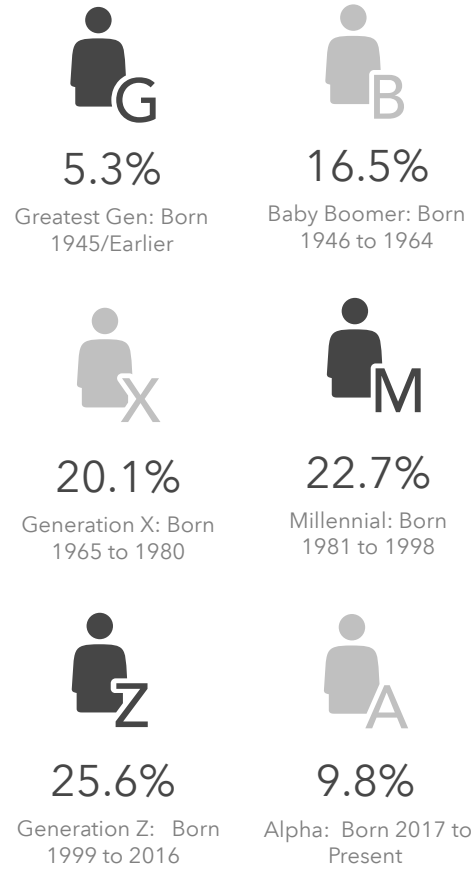 G
5.3%
Greatest Gen: Born
1945/Earlier
B
16.5%
Baby Boomer: Born
1946 to 1964
X
20.1%
Generation X: Born
1965 to 1980
M
22.7%
Millennial: Born
1981 to 1998
Z
25.6%
Generation Z:   Born
1999 to 2016
A
9.8%
Alpha:  Born 2017 to
Present